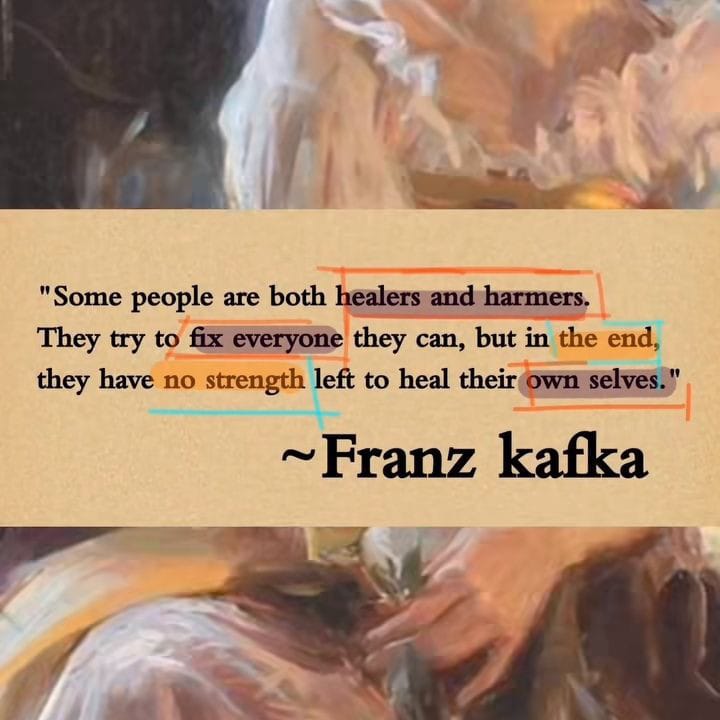 "Some people are both healers and harmers.
They try to fix everyone they can, but in the end,
they have no strength left to heal their own selves."
~Franz kafka